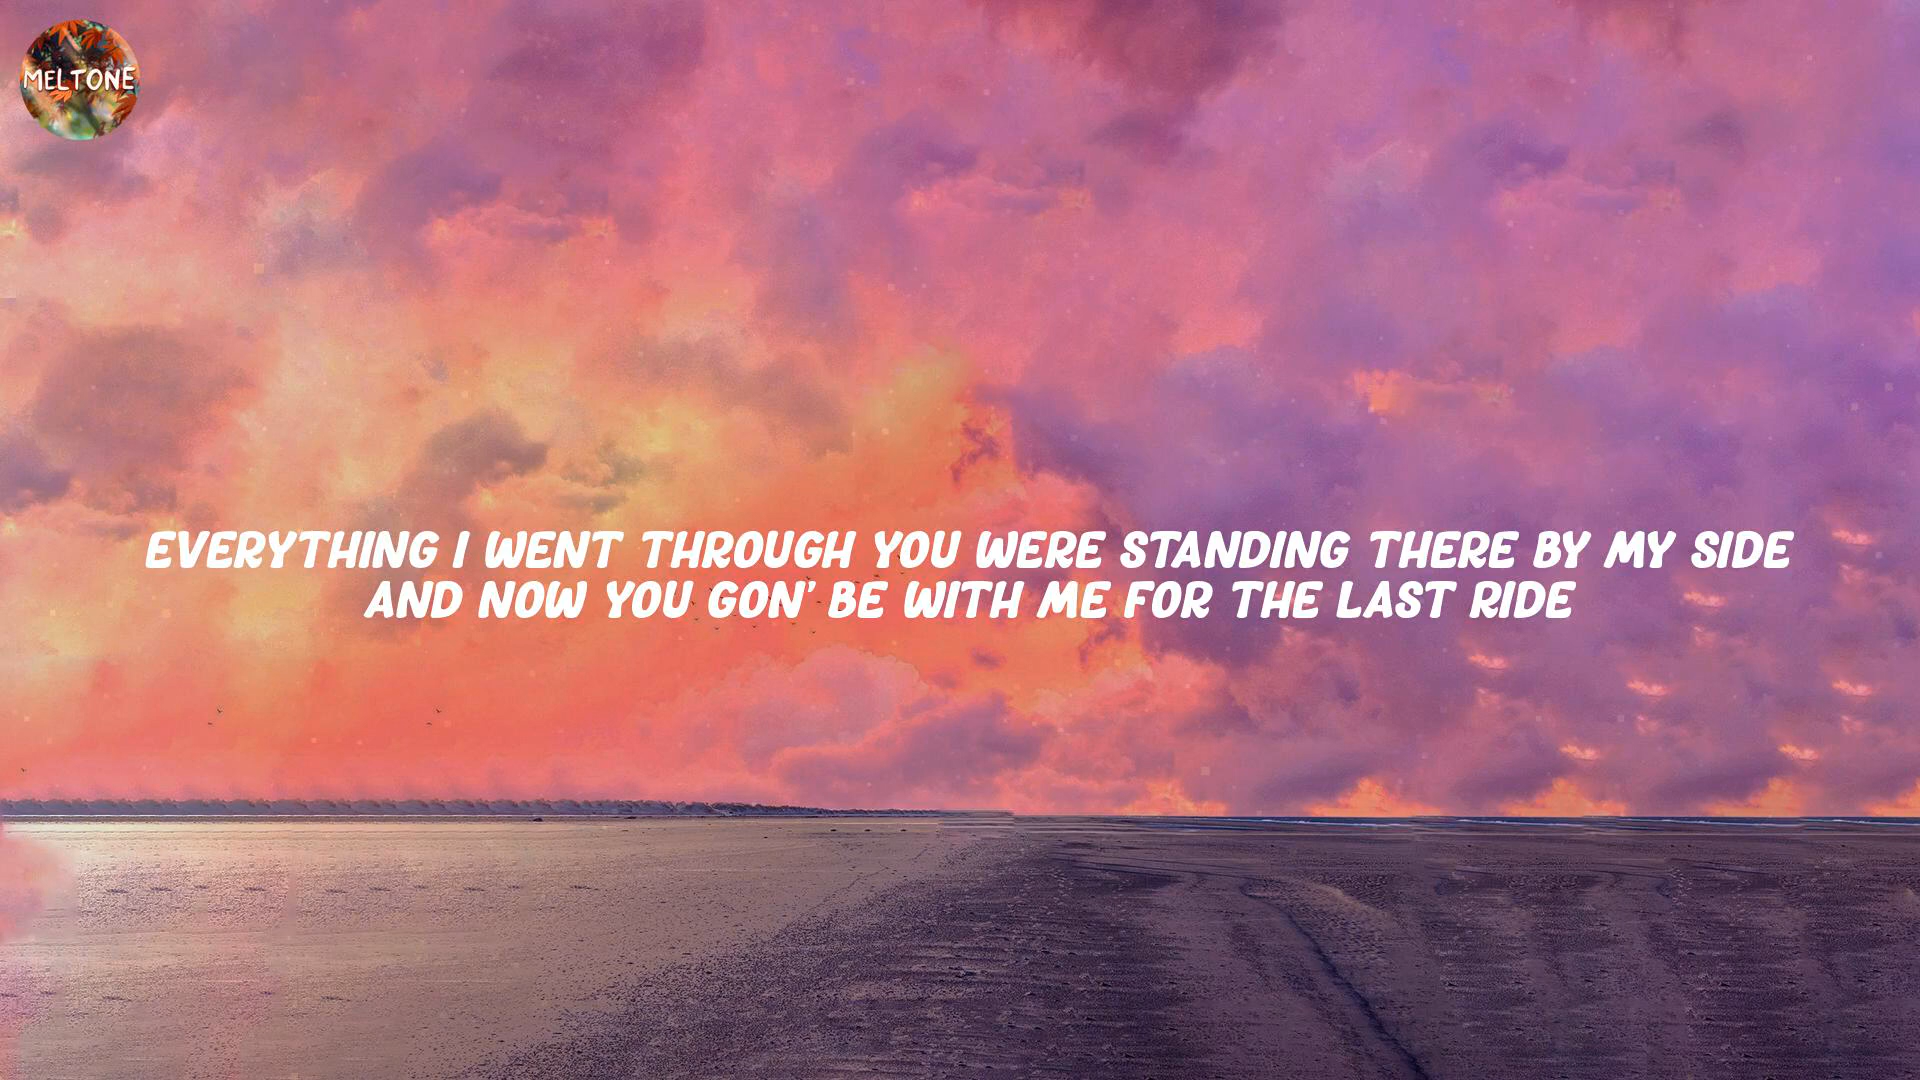 MELTONE
EVERYTHING I WENT THROUGH YOU WERE STANDING THERE BY MY SIDE
AND NOW YOU GON' BE WITH ME FOR THE LAST RIDE